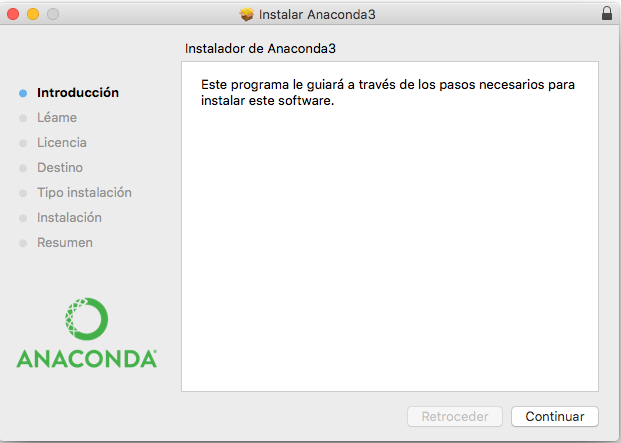 Instalar Anaconda3
Instalador de Anaconda3
Introducción
Léame
Licencia
Destino
Tipo instalación
Instalación
Resumen
Este programa le guiará a través de los pasos necesarios para
instalar este software.
ANACONDA
Retroceder
Continuar